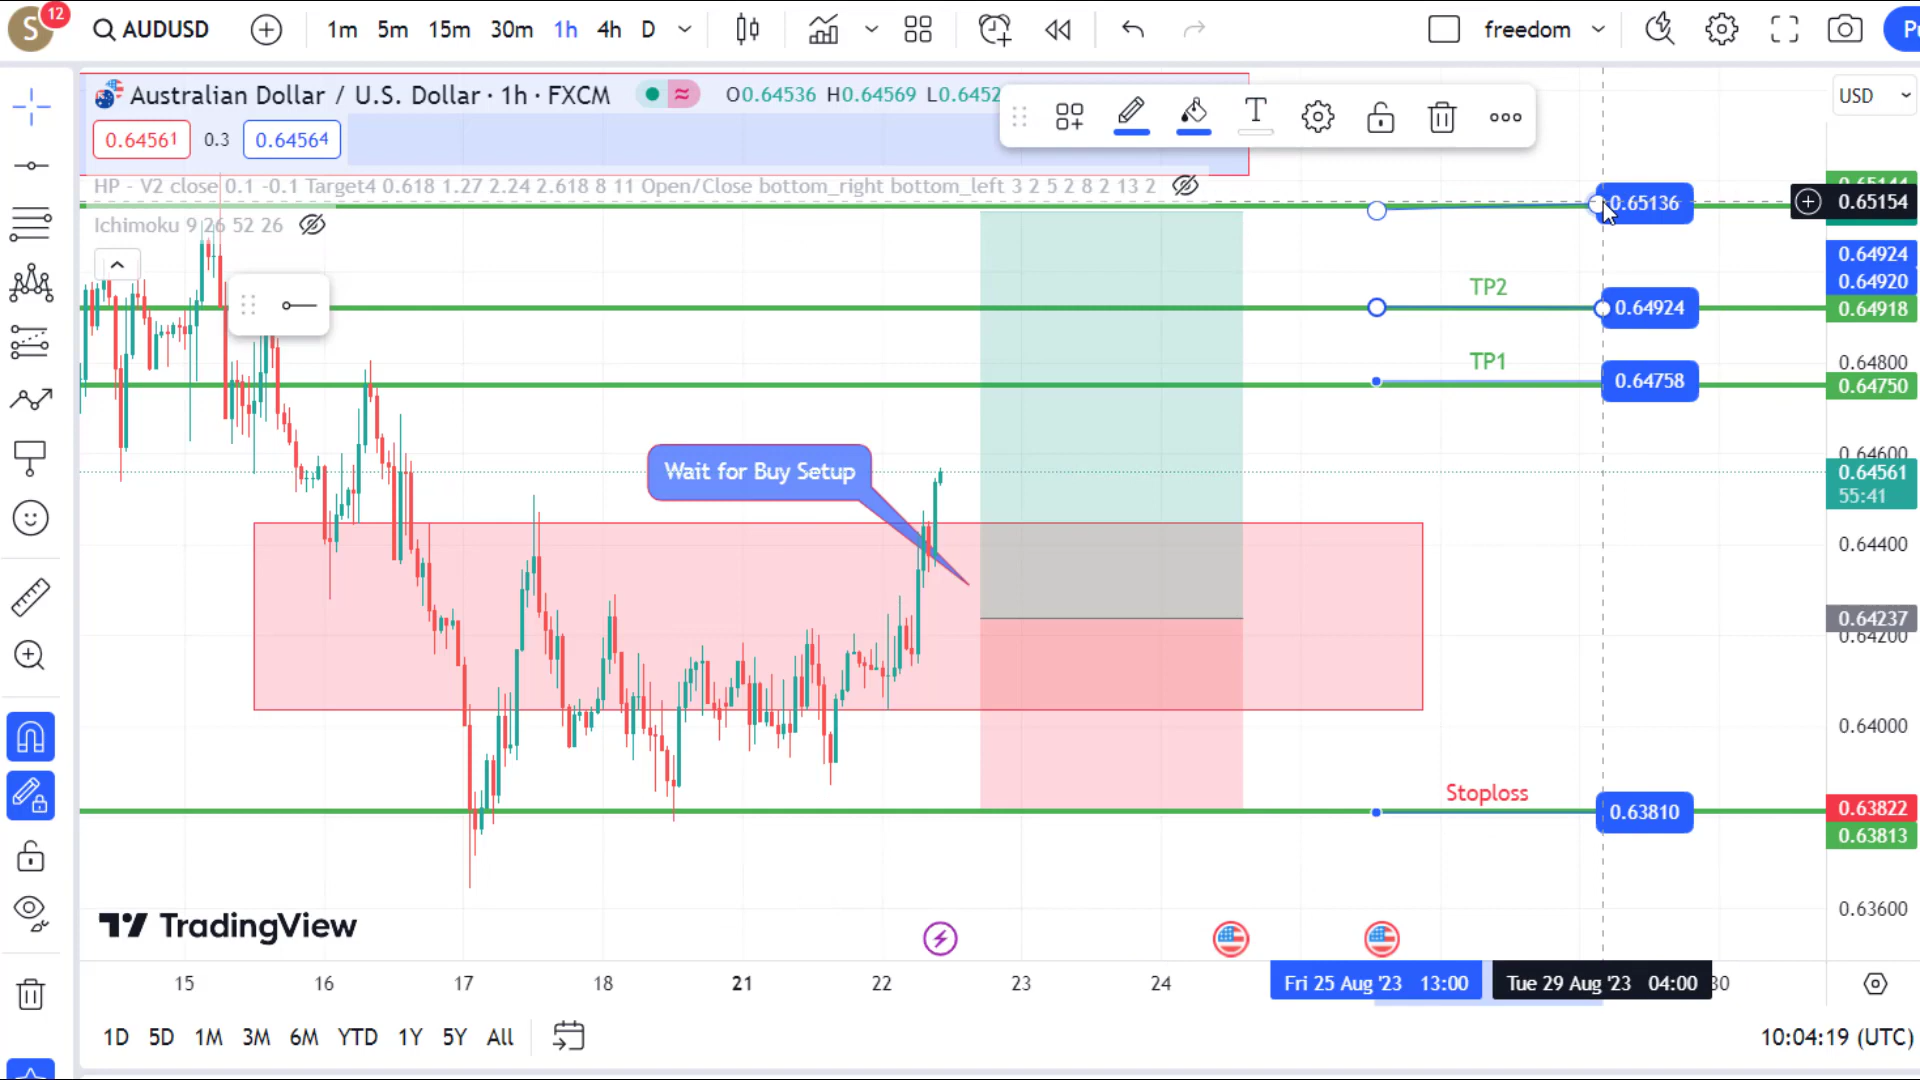 S 12 AUDUSD 1m 5m 15m 30m 1h 4h D freedom
Australian Dollar / U.S. Dollar · 1h · FXCM O0.64536 H0.64569 L0.6452
USD
0.64561 0.3 0.64564
HP - V2 close 0.1 -0.1 Target4 0.618 1.27 2.24 2.618 8 11 Open/Close bottom_right bottom_left 3 2 5 2 8 2 13 2
Ichimoku 9 26 52 26
0.65136
0.65154
0.64924
0.64920
TP2
0.64924
0.64918
TP1
0.64800
0.64758
0.64750
Wait for Buy Setup
0.64600
0.64561
55:41
0.64400
0.64237
0.64200
0.64000
Stoploss
0.63810
0.63822
0.63813
0.63600
TradingView
15 16 17 18 21 22 23 24 Fri 25 Aug '23 13:00 Tue 29 Aug '23 04:00 30
1D 5D 1M 3M 6M YTD 1Y 5Y All
10:04:19 (UTC)